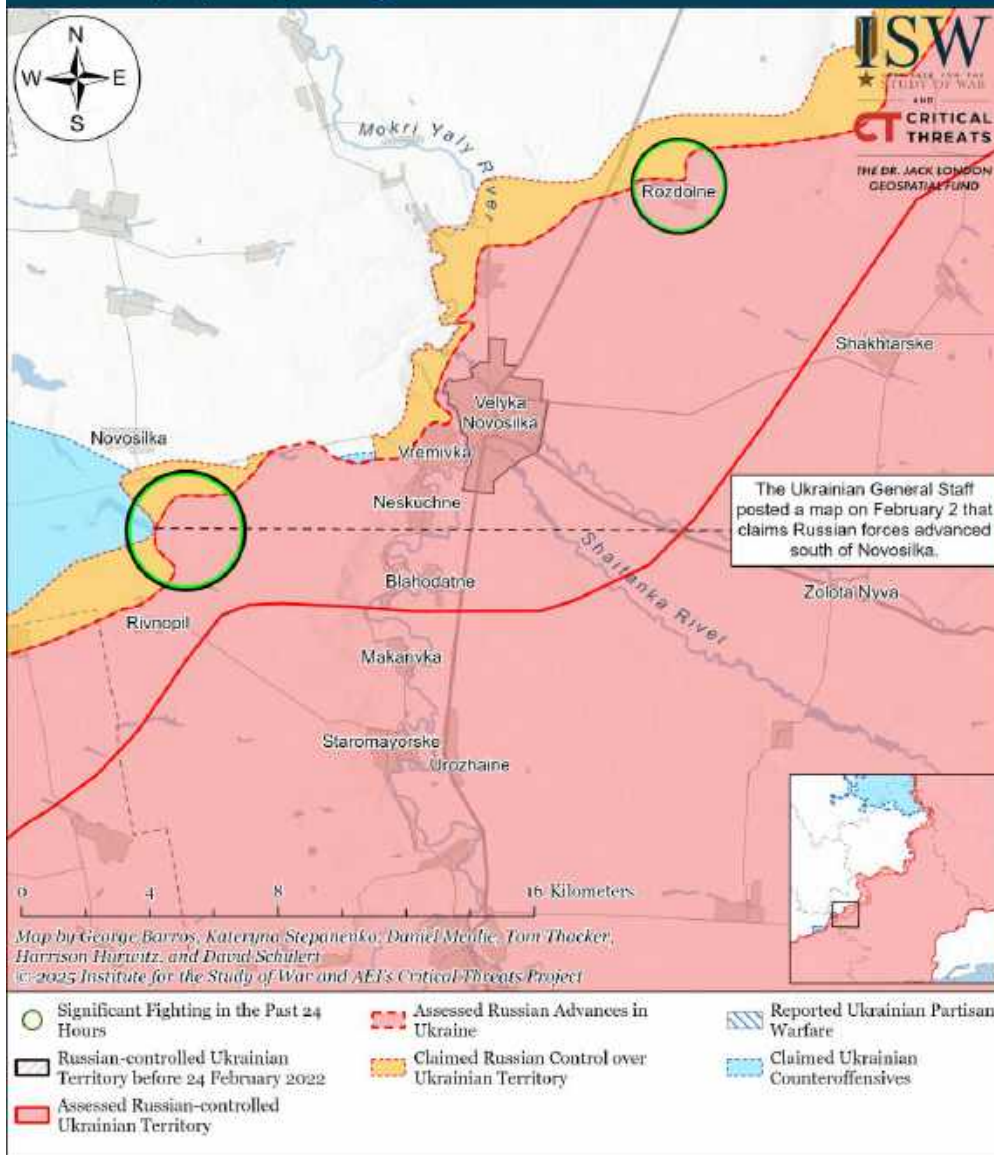 N
W E
S
ISW
INSTITUTE FOR THE
STUDY OF WAR
AND
CT CRITICAL
THREATS
THE DR. JACK LONDON
GEOSPATIAL FUND
Mokri Yaly River
Rozdolne
Shakhtarske
Velyka
Novosilka
Novosilka
Vremivka
Neskuchne
The Ukrainian General Staff
posted a map on February 2 that
claims Russian forces advanced
south of Novosilka.
Shaitanka River
Blahodatne
Zolota Nyva
Rivnopil
Makarivka
Staromayorske
Urozhaine
0 4 8 16 Kilometers
Map by George Barros, Kateryna Stepanenko, Daniel Mealie, Tom Thacker,
Harrison Hurwitz, and David Schulert
© 2025 Institute for the Study of War and AEI's Critical Threats Project
Significant Fighting in the Past 24
Hours
Russian-controlled Ukrainian
Territory before 24 February 2022
Assessed Russian-controlled
Ukrainian Territory
Assessed Russian Advances in
Ukraine
Claimed Russian Control over
Ukrainian Territory
Reported Ukrainian Partisan
Warfare
Claimed Ukrainian
Counteroffensives